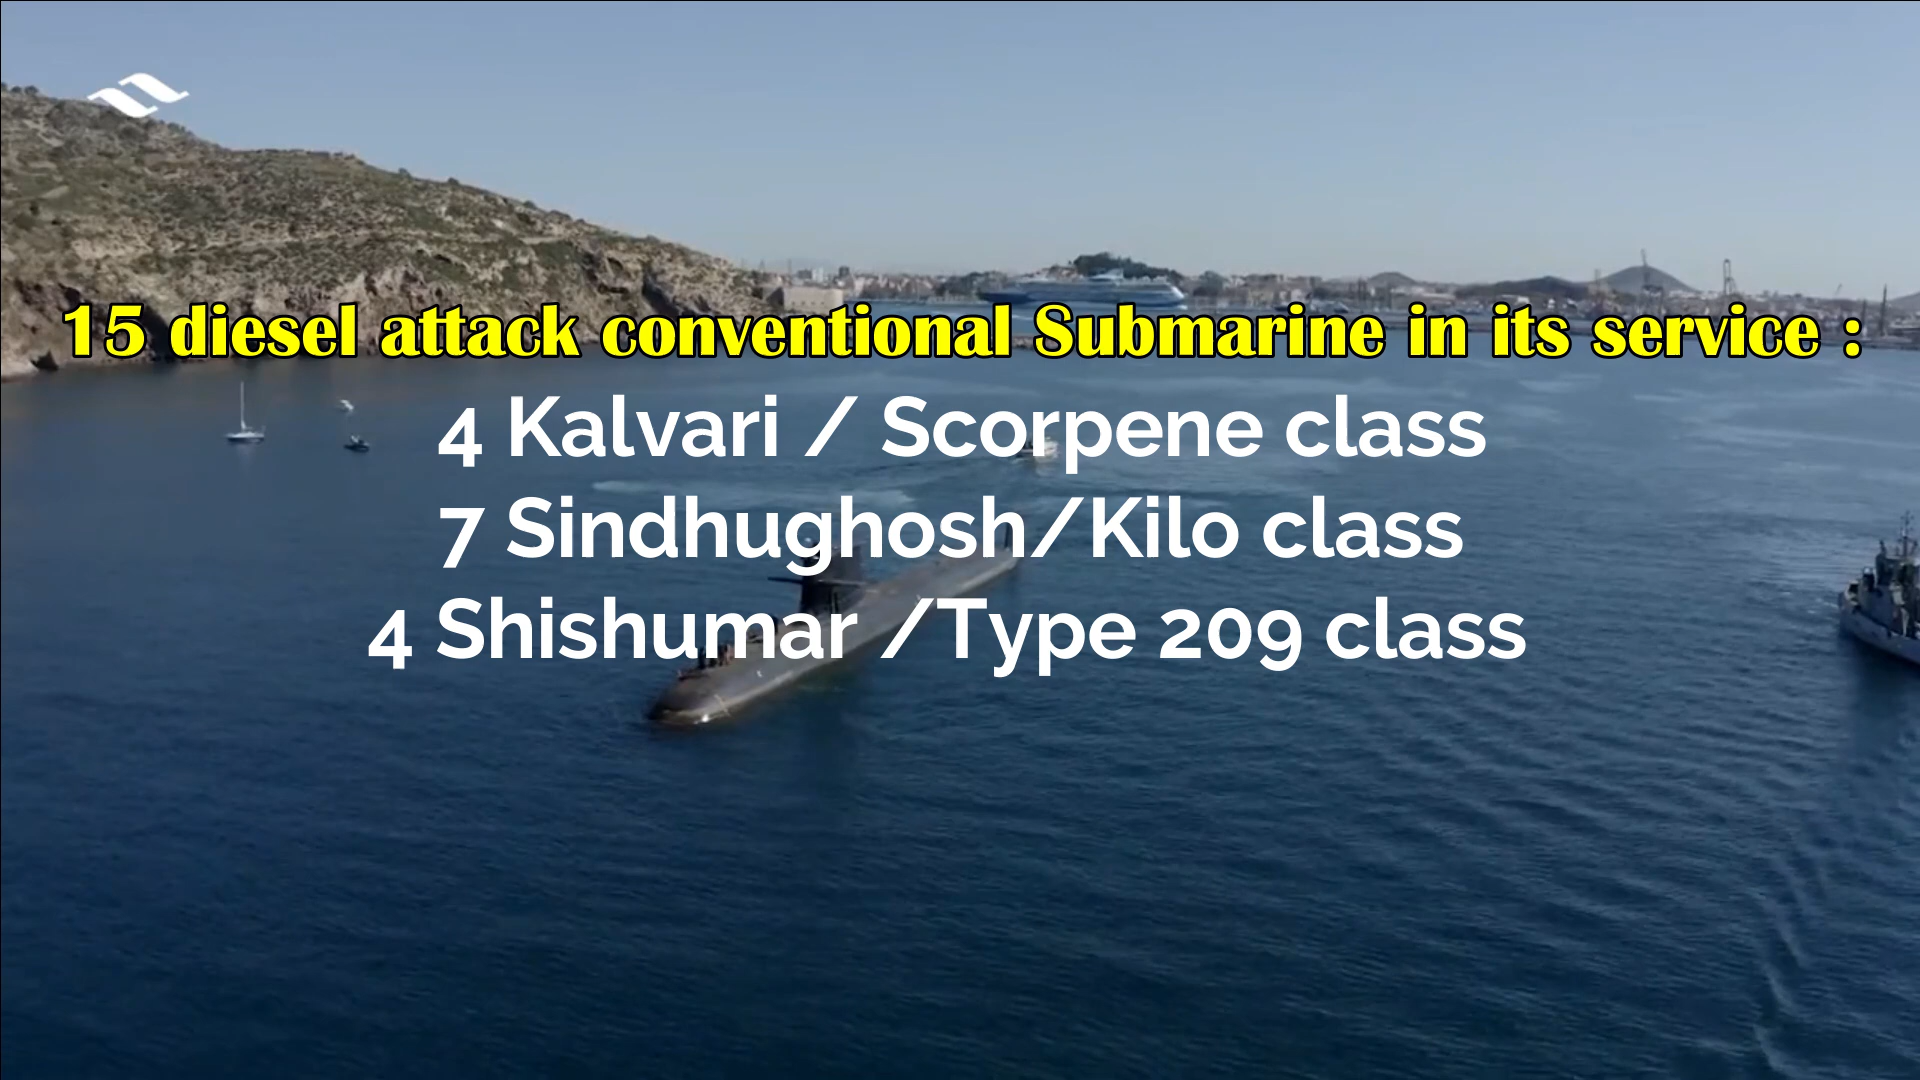 15 diesel attack conventional Submarine in its service :
4 Kalvari / Scorpene class
7 Sindhughosh/Kilo class
4 Shishumar /Type 209 class